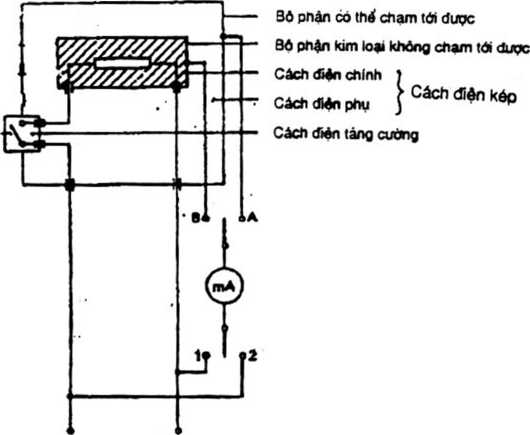 Bộ phận có thể chạm tới được
Bộ phận kim loại không chạm tới được
Cách điện chính
Cách điện phụ
Cách điện kép
Cách điện tăng cường
B A
mA
1 2